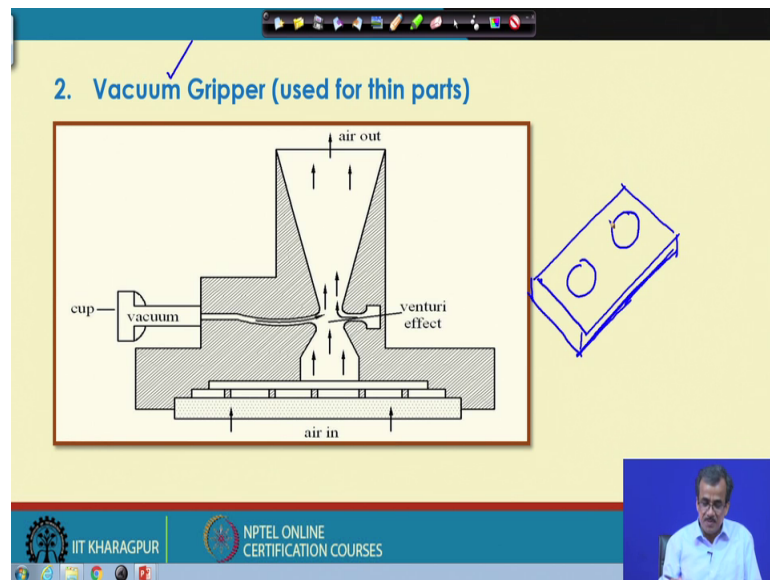 2. Vacuum Gripper (used for thin parts)
air out
cup
vacuum
venturi
effect
air in
IIT KHARAGPUR
NPTEL ONLINE
CERTIFICATION COURSES